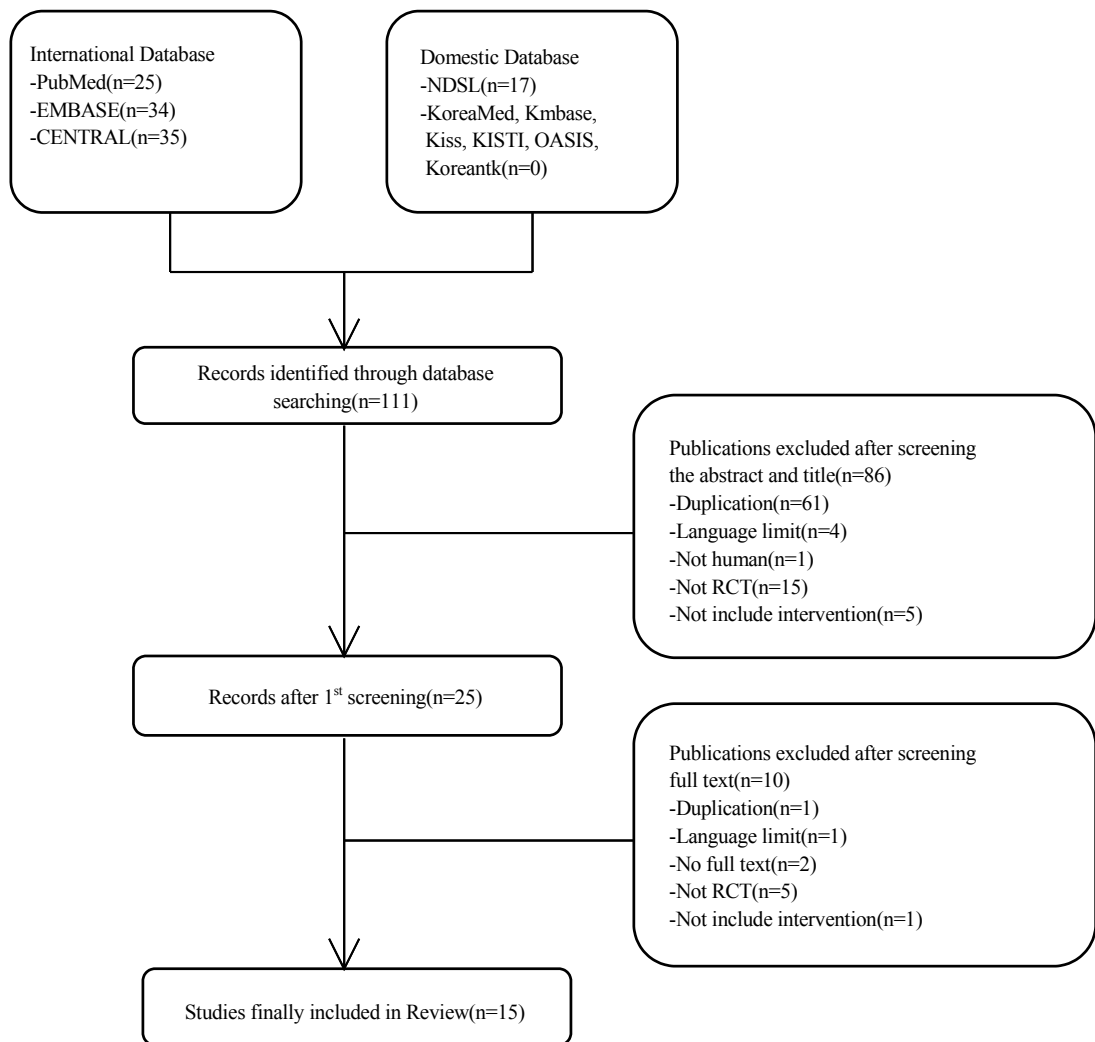 International Database
-PubMed(n=25)
-EMBASE(n=34)
-CENTRAL(n=35)
Domestic Database
-NDSL(n=17)
-KoreaMed, Kmbase,
Kiss, KISTI, OASIS,
Koreantk(n=0)
Records identified through database
searching(n=111)
Publications excluded after screening
the abstract and title(n=86)
-Duplication(n=61)
-Language limit(n=4)
-Not human(n=1)
-Not RCT(n=15)
-Not include intervention(n=5)
Records after 1st screening(n=25)
Publications excluded after screening
full text(n=10)
-Duplication(n=1)
-Language limit(n=1)
-No full text(n=2)
-Not RCT(n=5)
-Not include intervention(n=1)
Studies finally included in Review(n=15)